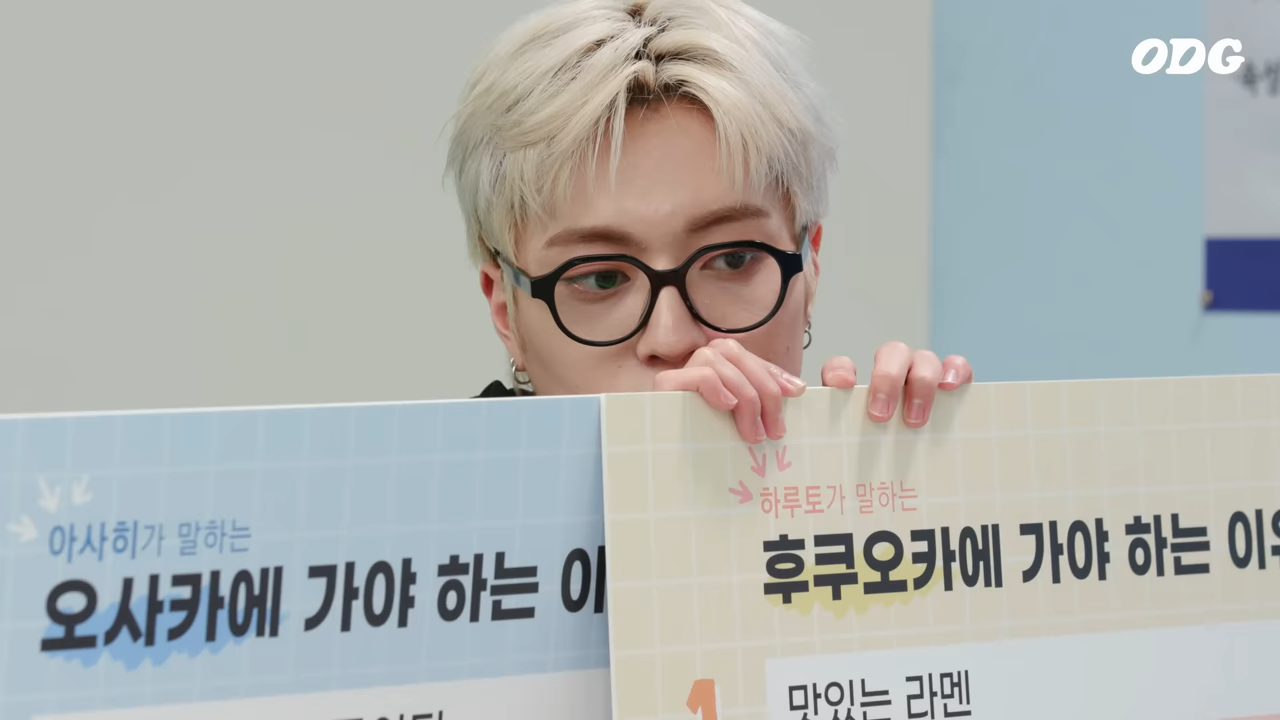 ODG
아사히가 말하는
오사카에 가야 하는 이
하루토가 말하는
후쿠오카에 가야 하는 이유
1
맛있는 라멘